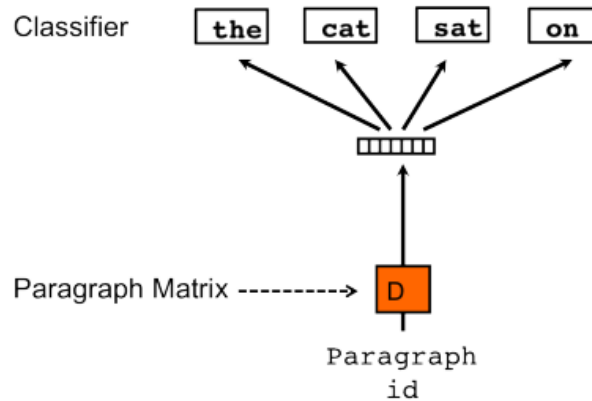 Classifier the cat sat on
Paragraph Matrix D
Paragraph
id